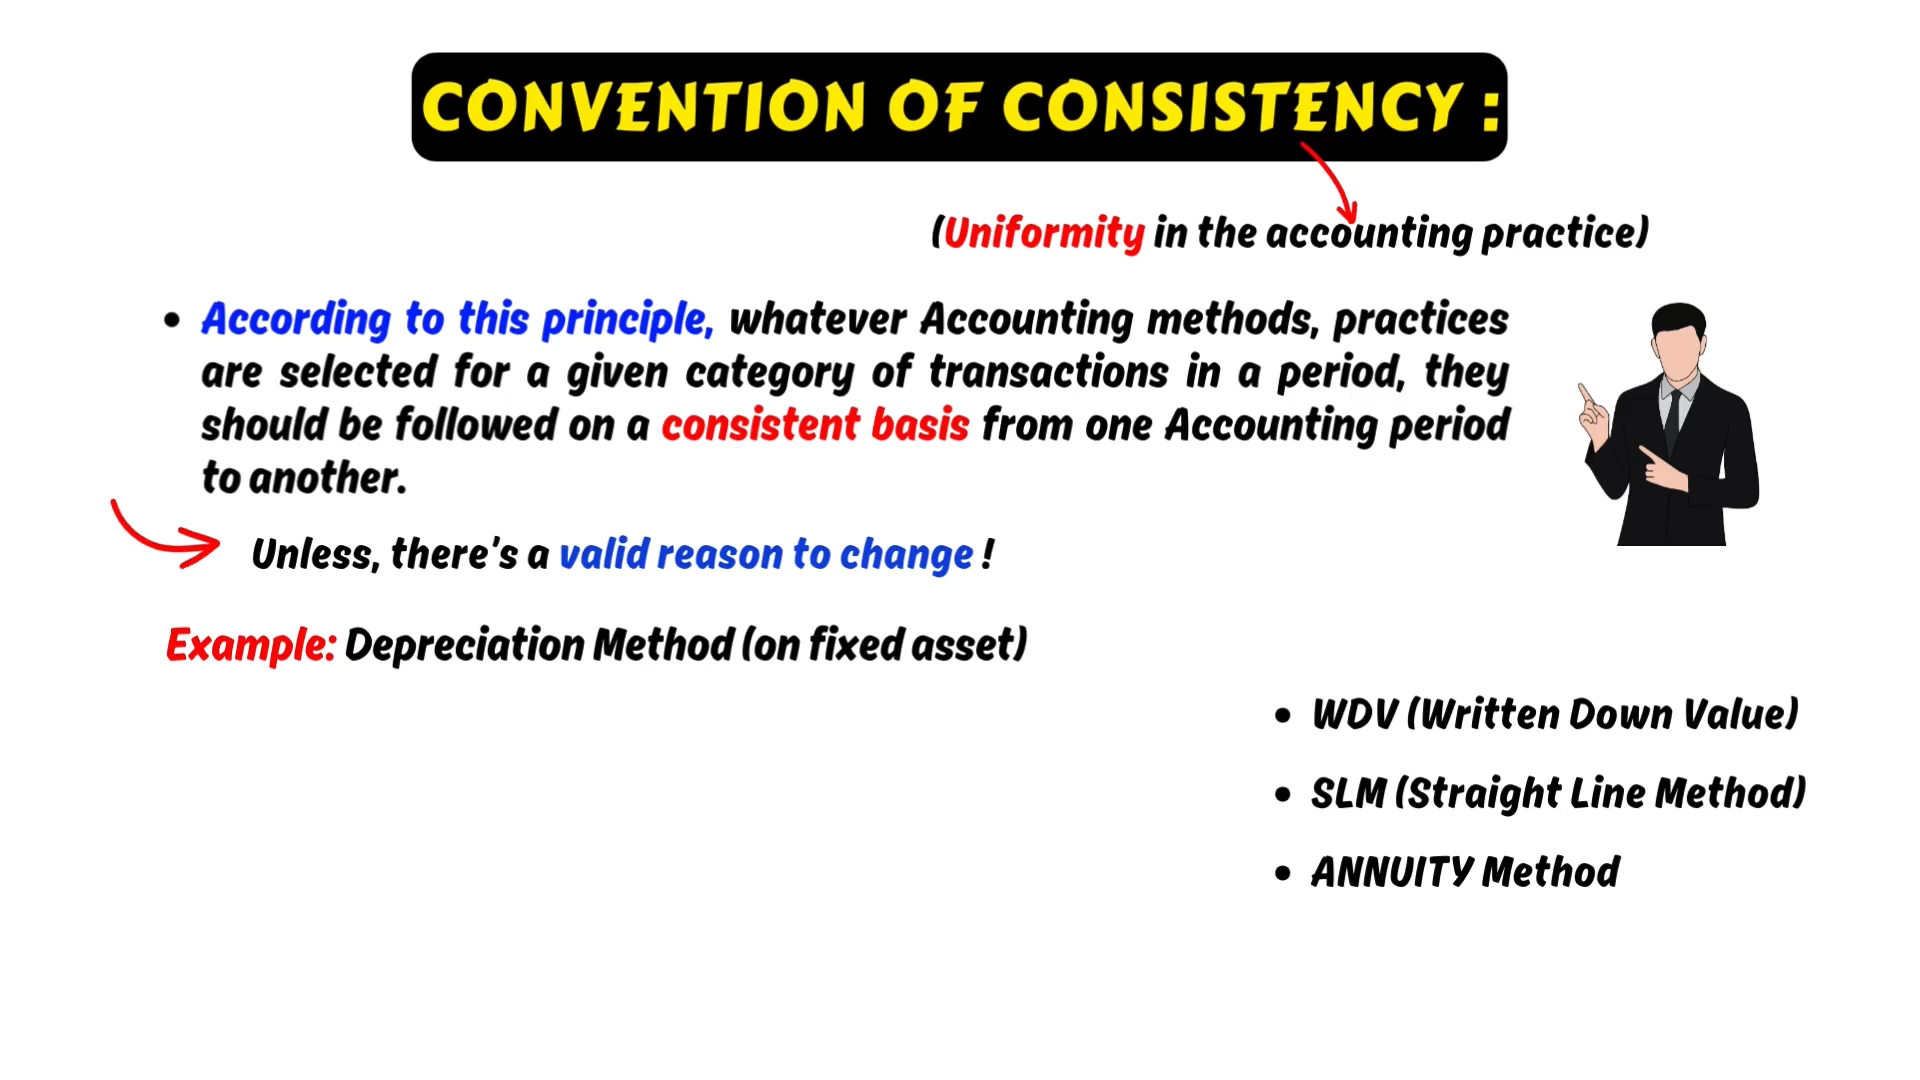 CONVENTION OF CONSISTENCY :
(Uniformity in the accounting practice)
• According to this principle, whatever Accounting methods, practices
are selected for a given category of transactions in a period, they
should be followed on a consistent basis from one Accounting period
to another.
Unless, there's a valid reason to change !
Example: Depreciation Method (on fixed asset)
• WDV (Written Down Value)
• SLM (Straight Line Method)
• ANNUITY Method